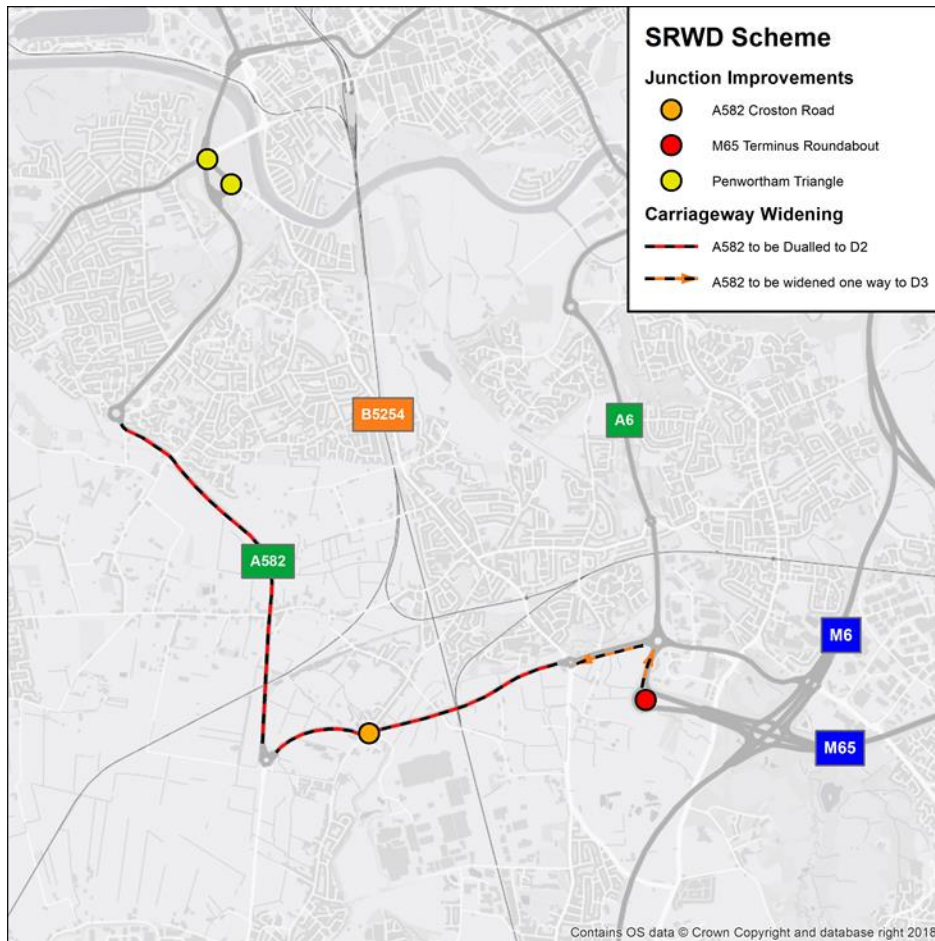 SRWD Scheme
Junction Improvements
A582 Croston Road
M65 Terminus Roundabout
Penwortham Triangle
Carriageway Widening
A582 to be Dualled to D2
A582 to be widened one way to D3
B5254
A6
A582
M6
M65
Contains OS data © Crown Copyright and database right 2018